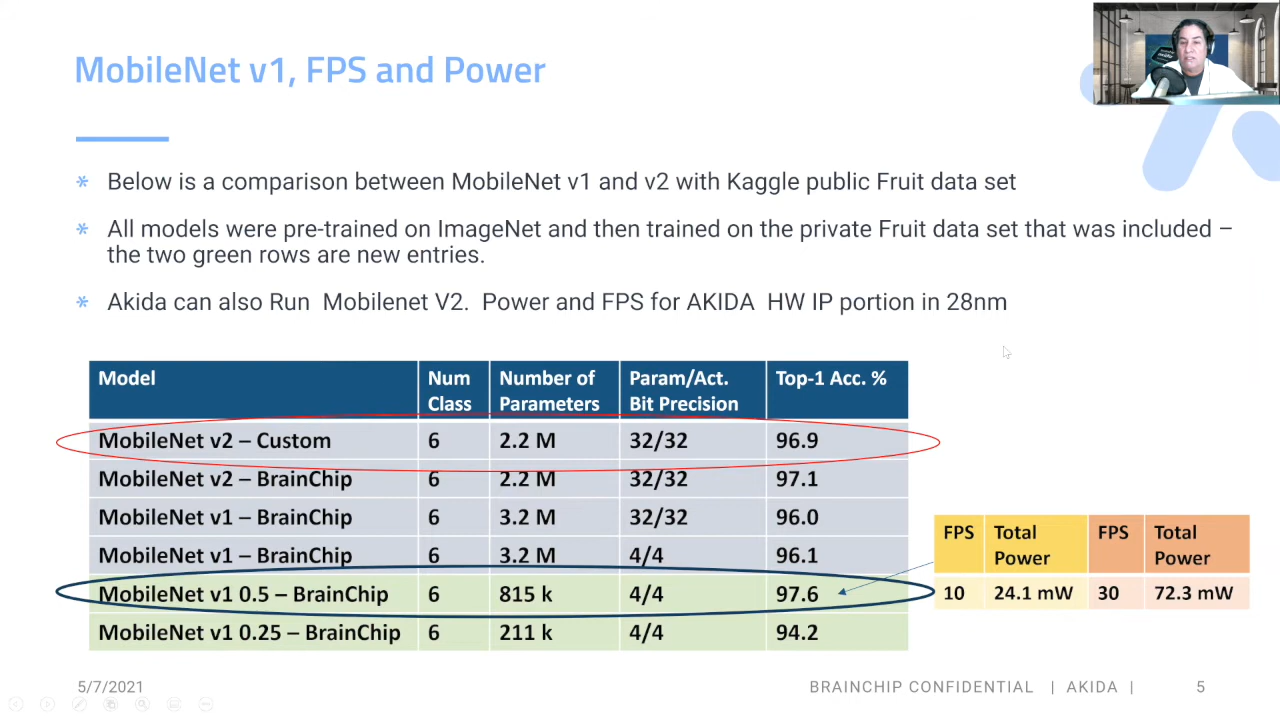 MobileNet v1, FPS and Power
* Below is a comparison between MobileNet v1 and v2 with Kaggle public Fruit data set
* All models were pre-trained on ImageNet and then trained on the private Fruit data set that was included –
the two green rows are new entries.
* Akida can also Run  Mobilenet V2.  Power and FPS for AKIDA  HW IP portion in 28nm
Model Num Class Number of Parameters Param/Act. Bit Precision Top-1 Acc. %
MobileNet v2 – Custom 6 2.2 M 32/32 96.9
MobileNet v2 – BrainChip 6 2.2 M 32/32 97.1
MobileNet v1 – BrainChip 6 3.2 M 32/32 96.0
MobileNet v1 – BrainChip 6 3.2 M 4/4 96.1
MobileNet v1 0.5 – BrainChip 6 815 k 4/4 97.6
MobileNet v1 0.25 – BrainChip 6 211 k 4/4 94.2
FPS Total Power FPS Total Power
10 24.1 mW 30 72.3 mW
5/7/2021 BRAINCHIP CONFIDENTIAL | AKIDA | 5